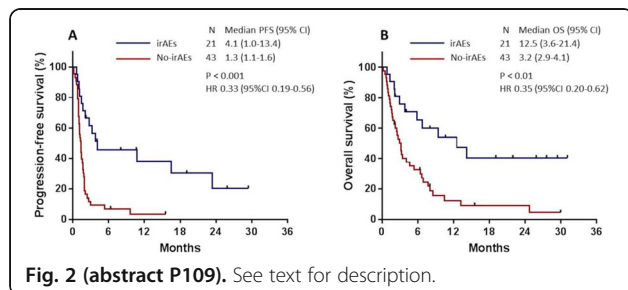 A
N Median PFS (95% CI)
irAEs 21 4.1 (1.0-13.4)
No-irAEs 43 1.3 (1.1-1.6)
P < 0.001
HR 0.33 (95%CI 0.19-0.56)
Progression-free survival (%)
100
80
60
40
20
0
0 6 12 18 24 30 36
Months
B
N Median OS (95% CI)
irAEs 21 12.5 (3.6-21.4)
No-irAEs 43 3.2 (2.9-4.1)
P < 0.01
HR 0.35 (95%CI 0.20-0.62)
Overall survival (%)
100
80
60
40
20
0
0 6 12 18 24 30 36
Months
Fig. 2 (abstract P109). See text for description.